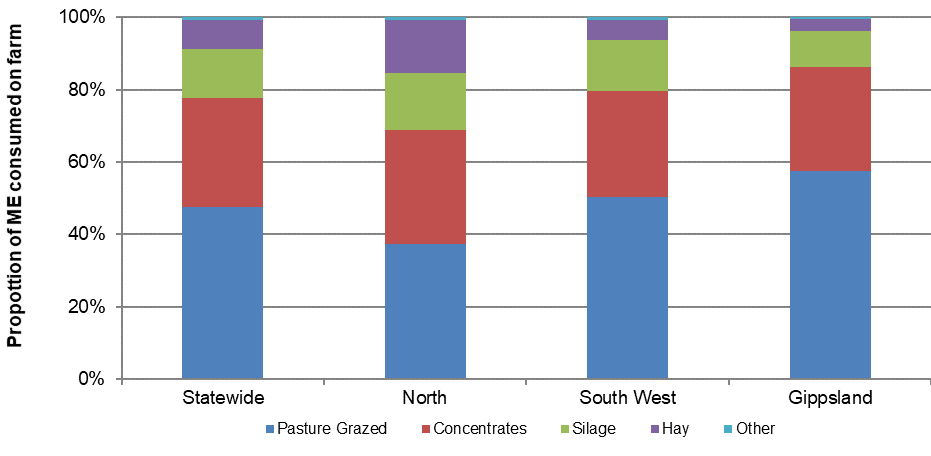 Propottion of ME consumed on farm
100%
80%
60%
40%
20%
0%
Statewide North South West Gippsland
Pasture Grazed Concentrates Silage Hay Other